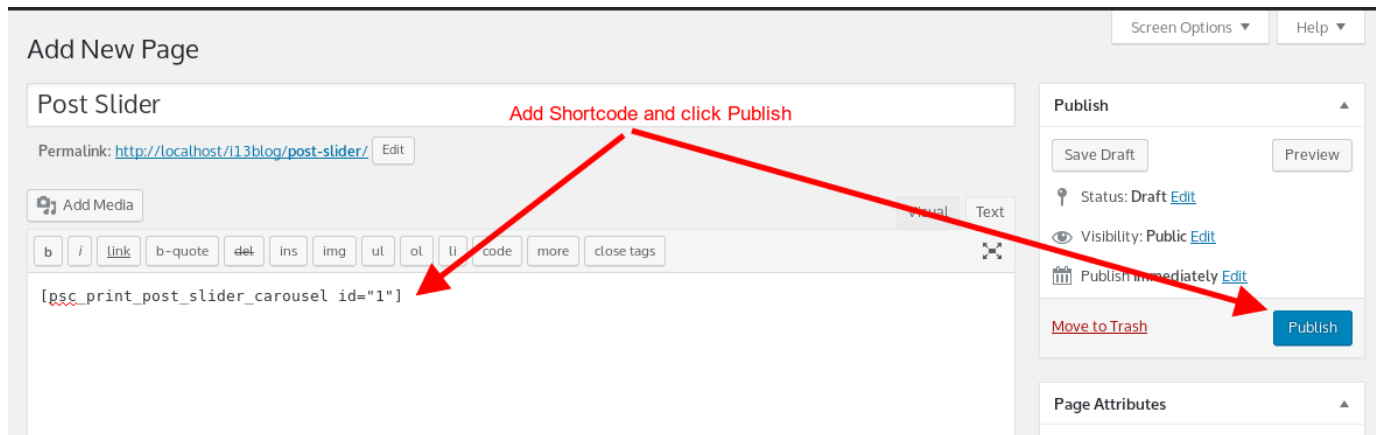 Screen Options ▼ Help ▼
Add New Page
Post Slider
Add Shortcode and click Publish
Permalink: http://localhost/i13blog/post-slider/ Edit
Add Media
Visual Text
b i link b-quote del ins img ul ol li code more close tags
[psc_print_post_slider_carousel id="1"]
Publish ▲
Save Draft Preview
Status: Draft Edit
Visibility: Public Edit
Publish immediately Edit
Move to Trash Publish
Page Attributes ▲